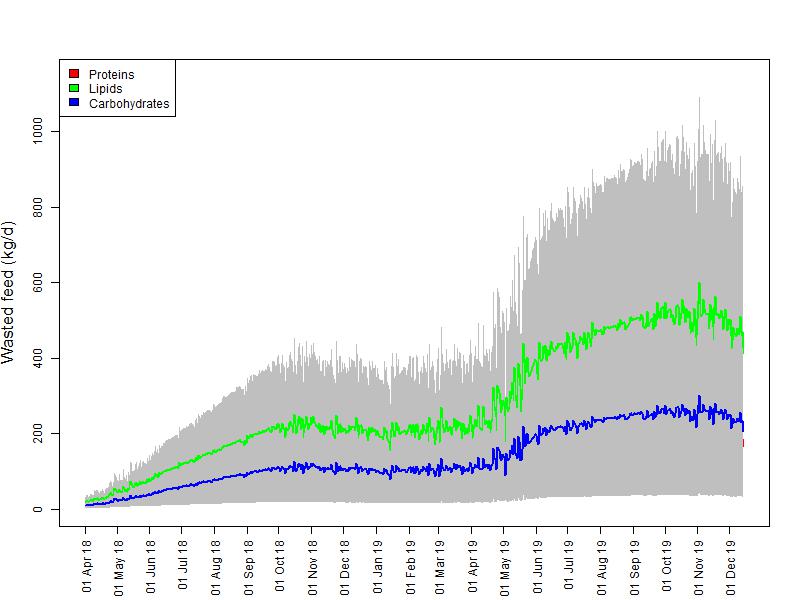 Proteins
Lipids
Carbohydrates
Wasted feed (kg/d)
1000
800
600
400
200
0
01 Apr 18
01 May 18
01 Jun 18
01 Jul 18
01 Aug 18
01 Sep 18
01 Oct 18
01 Nov 18
01 Dec 18
01 Jan 19
01 Feb 19
01 Mar 19
01 Apr 19
01 May 19
01 Jun 19
01 Jul 19
01 Aug 19
01 Sep 19
01 Oct 19
01 Nov 19
01 Dec 19